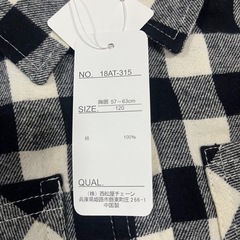 NO. 18AT-315
胸囲 57~63cm
SIZE. 120
綿 100%
QUAL.
(株)西松屋チェーン
兵庫県姫路市飾東町庄266-1
中国製